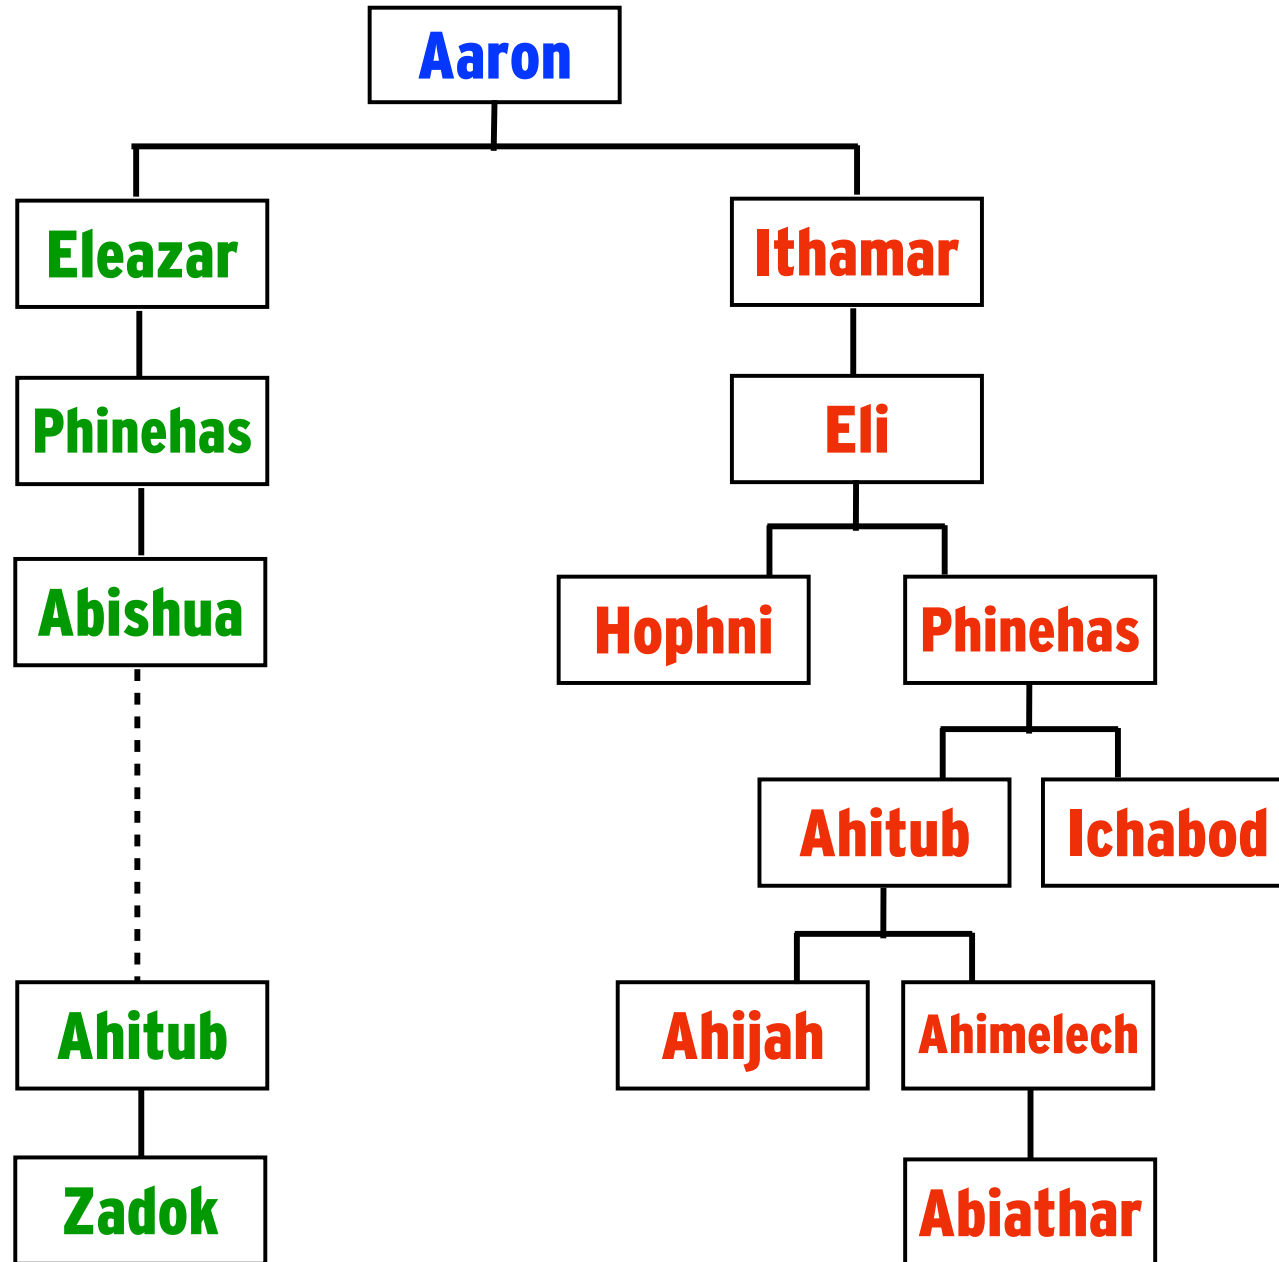 Aaron
Eleazar
Ithamar
Phinehas
Eli
Abishua
Hophni
Phinehas
Ahitub
Ichabod
Ahitub
Ahijah
Ahimelech
Zadok
Abiathar